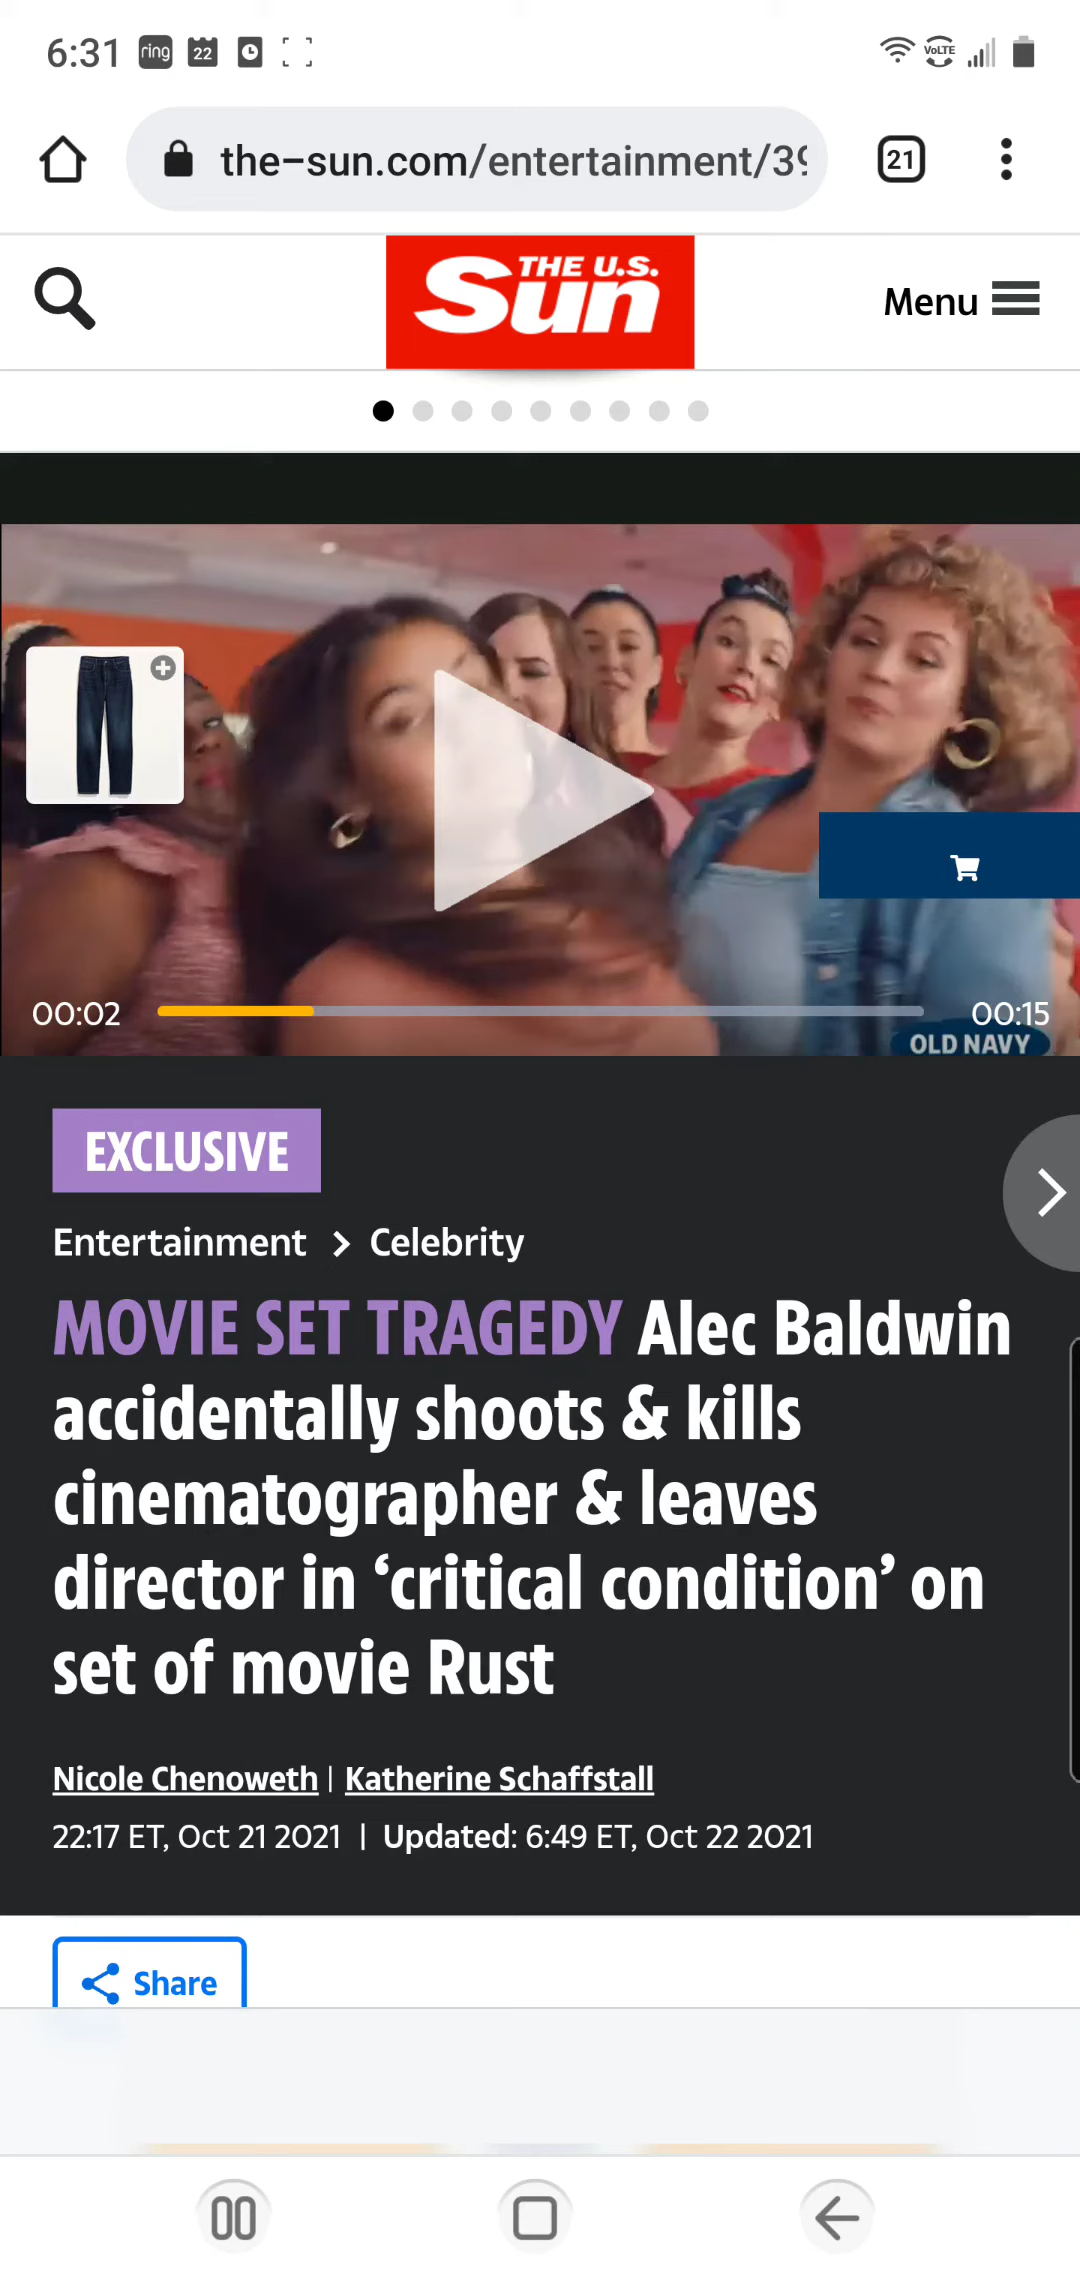 6:31 ring 22 VoLTE
the-sun.com/entertainment/39
21
THE U.S.
Sun
Menu
00:02
00:15
OLD NAVY
EXCLUSIVE
Entertainment > Celebrity
MOVIE SET TRAGEDY Alec Baldwin
accidentally shoots & kills
cinematographer & leaves
director in ‘critical condition’ on
set of movie Rust
Nicole Chenoweth | Katherine Schaffstall
22:17 ET, Oct 21 2021 | Updated: 6:49 ET, Oct 22 2021
Share